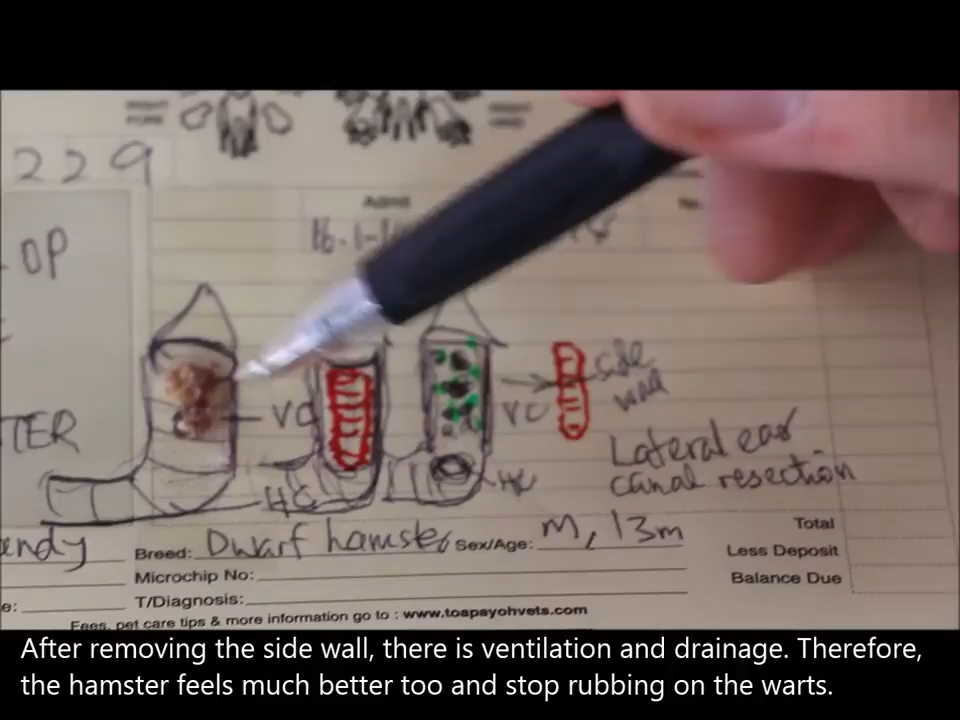 229
Admit
OP
side
VC
VC
Lateral ear
canal resection
TER
HC
HC
Total
Breed: Dwarf hamster Sex/Age: M, 13m
Less Deposit
Microchip No:
Balance Due
T/Diagnosis:
Fees, pet care tips & more information go to : www.toapayohvets.com
After removing the side wall, there is ventilation and drainage. Therefore,
the hamster feels much better too and stop rubbing on the warts.